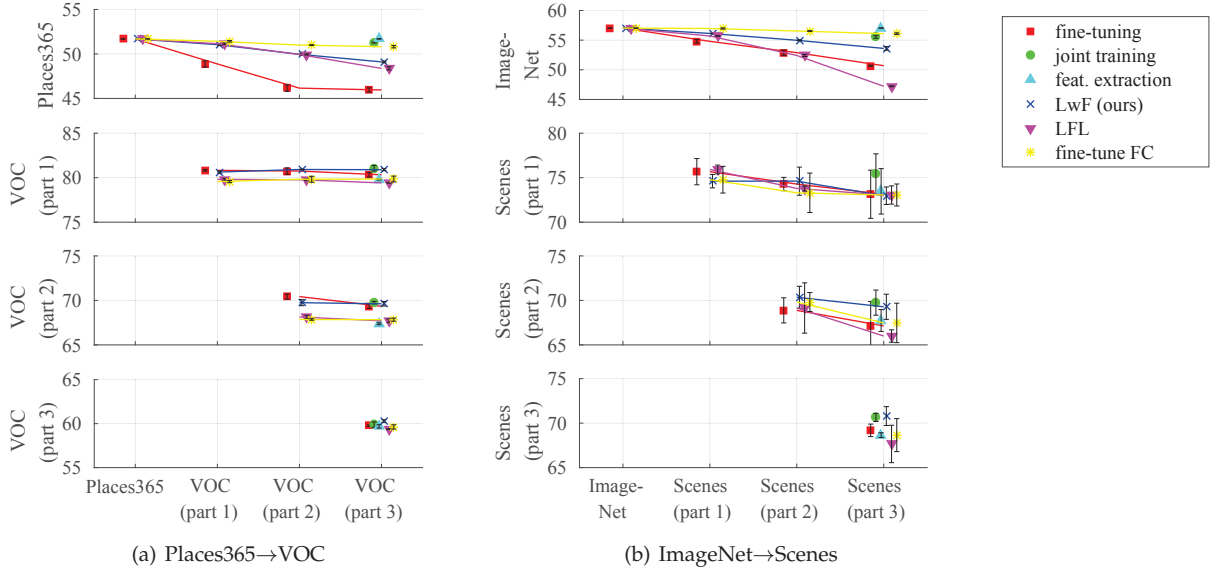 Places365
55
50
45
VOC
(part 1)
85
80
75
VOC
(part 2)
75
70
65
VOC
(part 3)
65
60
55
Places365
VOC
(part 1)
VOC
(part 2)
VOC
(part 3)
(a) Places365→VOC
Image-
Net
60
55
50
45
Scenes
(part 1)
80
75
70
Scenes
(part 2)
75
70
65
Scenes
(part 3)
75
70
65
Image-
Net
Scenes
(part 1)
Scenes
(part 2)
Scenes
(part 3)
(b) ImageNet→Scenes
fine-tuning
joint training
feat. extraction
LwF (ours)
LFL
fine-tune FC